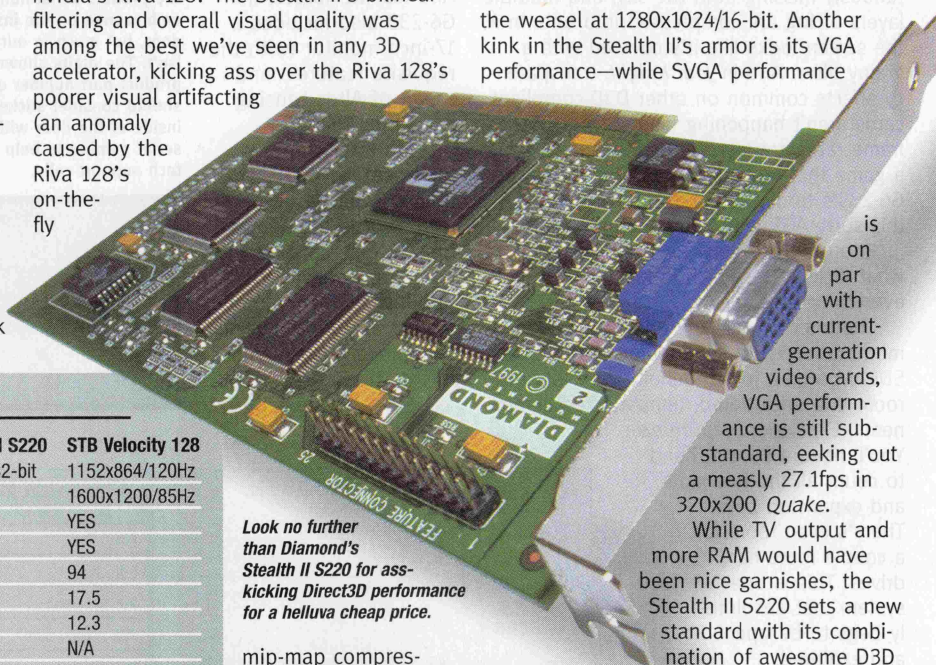 nVidia's Riva 128! The Stealth II's bilinear
filtering and overall visual quality was
among the best we've seen in any 3D
accelerator, kicking ass over the Riva 128's
poopy visual artifacting
(an anomaly
caused by the
Riva 128's
on-the-
fly
mip-map compres-
the weasel at 1280x1024/16-bit. Another
kink in the Stealth II's armor is its VGA
performance—while SVGA performance
is
on
par
with
current-
generation
video cards,
VGA perform-
ance is still sub-
standard, eeking out
a measly 27.1fps in
320x200 Quake.
While TV output and
more RAM would have
been nice garnishes, the
Stealth II S220 sets a new
standard with its combi-
nation of awesome D3D
Look no further
than Diamond's
Stealth II S220 for ass-
kicking Direct3D performance
for a helluva cheap price.
S220 STB Velocity 128
1152x864/120Hz
1600x1200/85Hz
YES
YES
94
17.5
12.3
N/A
DIAMOND
MULTIMEDIA
© 1997
2
CE
25
FEATURE CONNECTOR
1